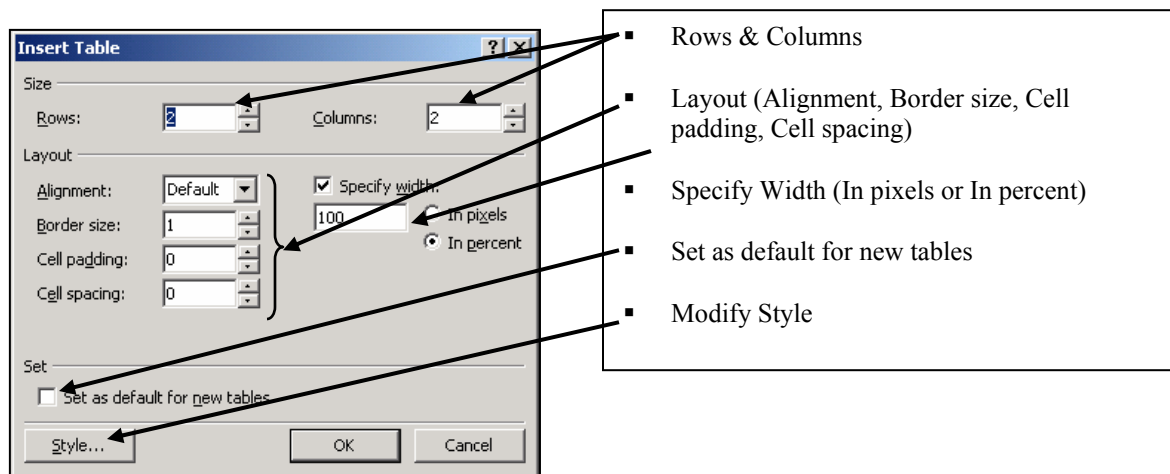 Insert Table
Size
Rows: 2 Columns: 2
Layout
Alignment: Default
Border size: 1
Cell padding: 0
Cell spacing: 0
Specify width:
100
In pixels
In percent
Set
Set as default for new tables
Style... OK Cancel
▪ Rows & Columns
▪ Layout (Alignment, Border size, Cell
padding, Cell spacing)
▪ Specify Width (In pixels or In percent)
▪ Set as default for new tables
▪ Modify Style